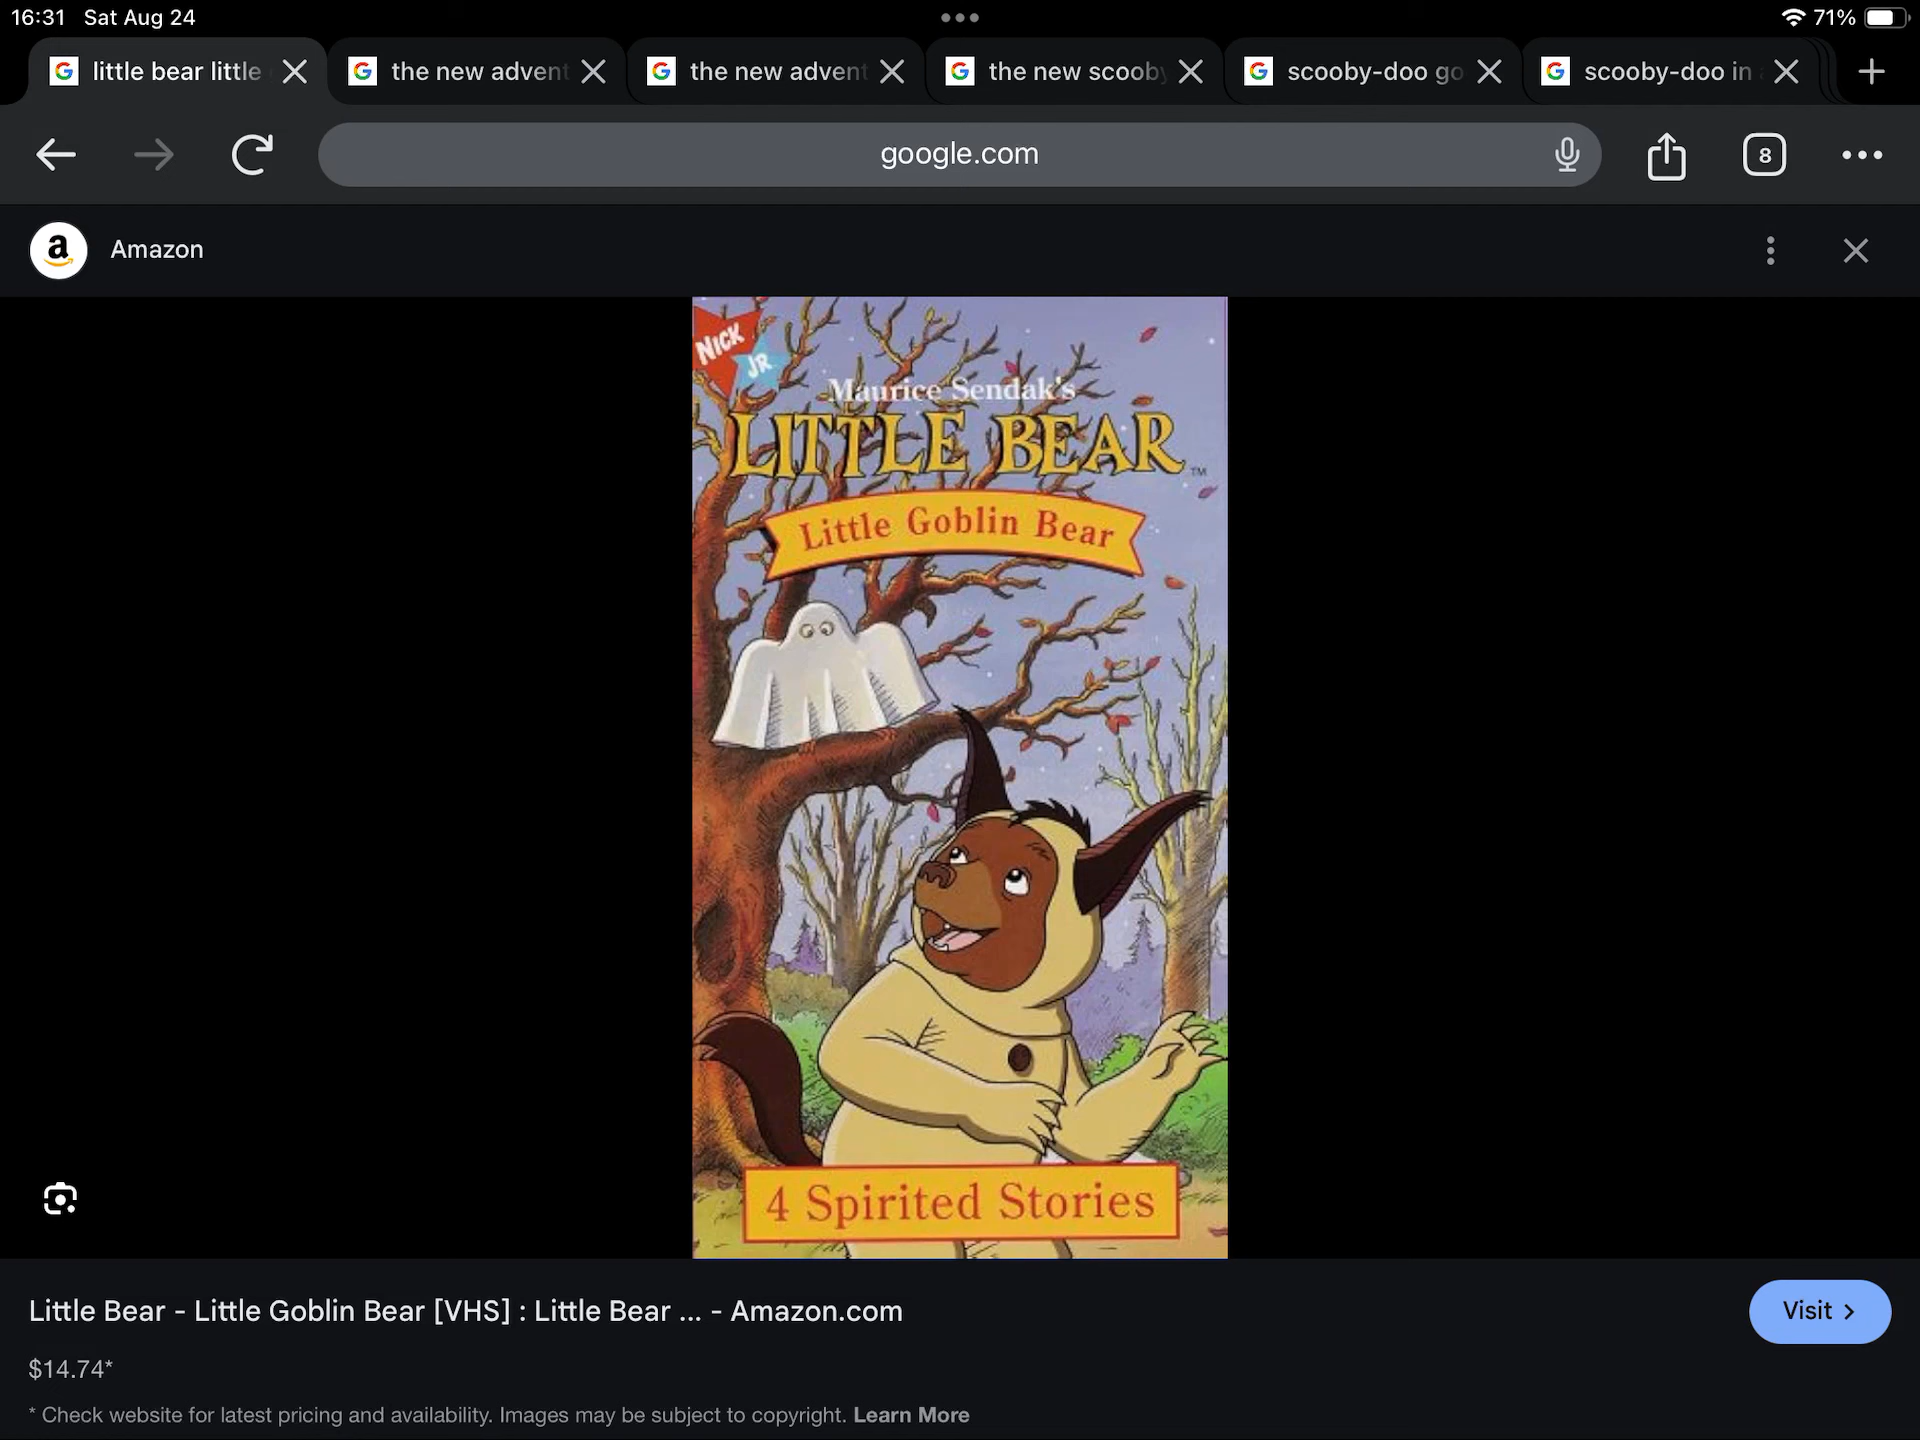 16:31 Sat Aug 24
71%
little bear little
the new advent
the new advent
the new scooby
scooby-doo go
scooby-doo in
google.com
8
a
Amazon
NICK
JR
Maurice Sendak's
LITTLE BEAR
TM
Little Goblin Bear
4 Spirited Stories
Little Bear - Little Goblin Bear [VHS] : Little Bear ... - Amazon.com
Visit
$14.74*
* Check website for latest pricing and availability. Images may be subject to copyright. Learn More